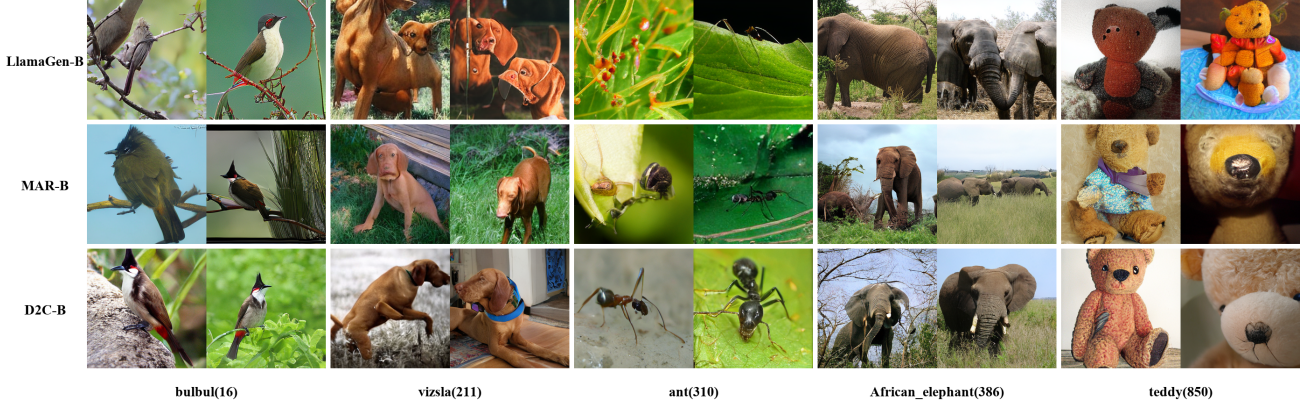 LlamaGen-B
MAR-B
D2C-B
bulbul(16) vizsla(211) ant(310) African_elephant(386) teddy(850)